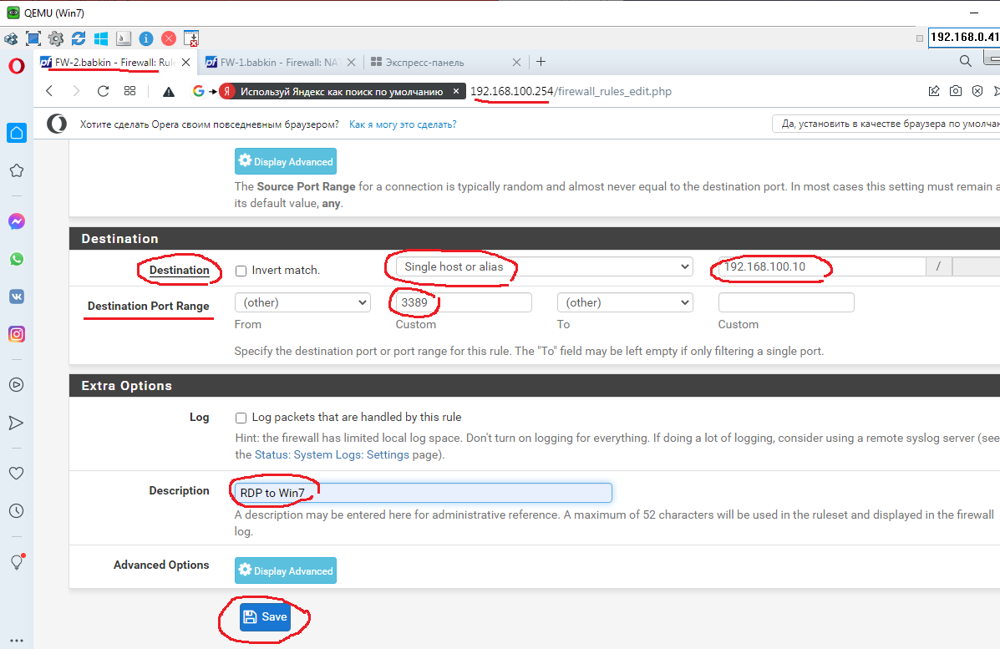 QEMU (Win7)
192.168.0.41
FW-2.babkin - Firewall: Rul
FW-1.babkin - Firewall: NA
Экспресс-панель
Используй Яндекс как поиск по умолчанию
192.168.100.254/firewall_rules_edit.php
Хотите сделать Opera своим повседневным браузером? Как я могу это сделать?
Да, установить в качестве браузера по умолчан
Display Advanced
The Source Port Range for a connection is typically random and almost never equal to the destination port. In most cases this setting must remain a
its default value, any.
Destination
Destination
Invert match.
Single host or alias
192.168.100.10
/
Destination Port Range
(other)
3389
(other)
From
Custom
To
Custom
Specify the destination port or port range for this rule. The "To" field may be left empty if only filtering a single port.
Extra Options
Log
Log packets that are handled by this rule
Hint: the firewall has limited local log space. Don't turn on logging for everything. If doing a lot of logging, consider using a remote syslog server (see
the Status: System Logs: Settings page).
Description
RDP to Win7
A description may be entered here for administrative reference. A maximum of 52 characters will be used in the ruleset and displayed in the firewall
log.
Advanced Options
Display Advanced
Save